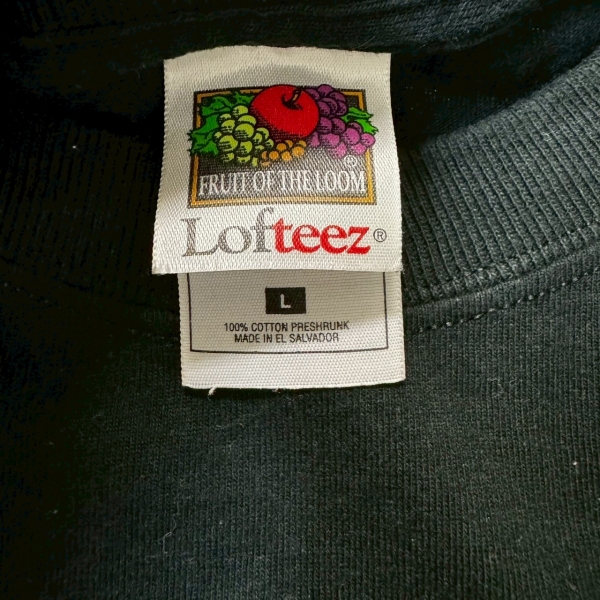 ®
FRUIT OF THE LOOM
Lofteez®
L
100% COTTON PRESHRUNK
MADE IN EL SALVADOR